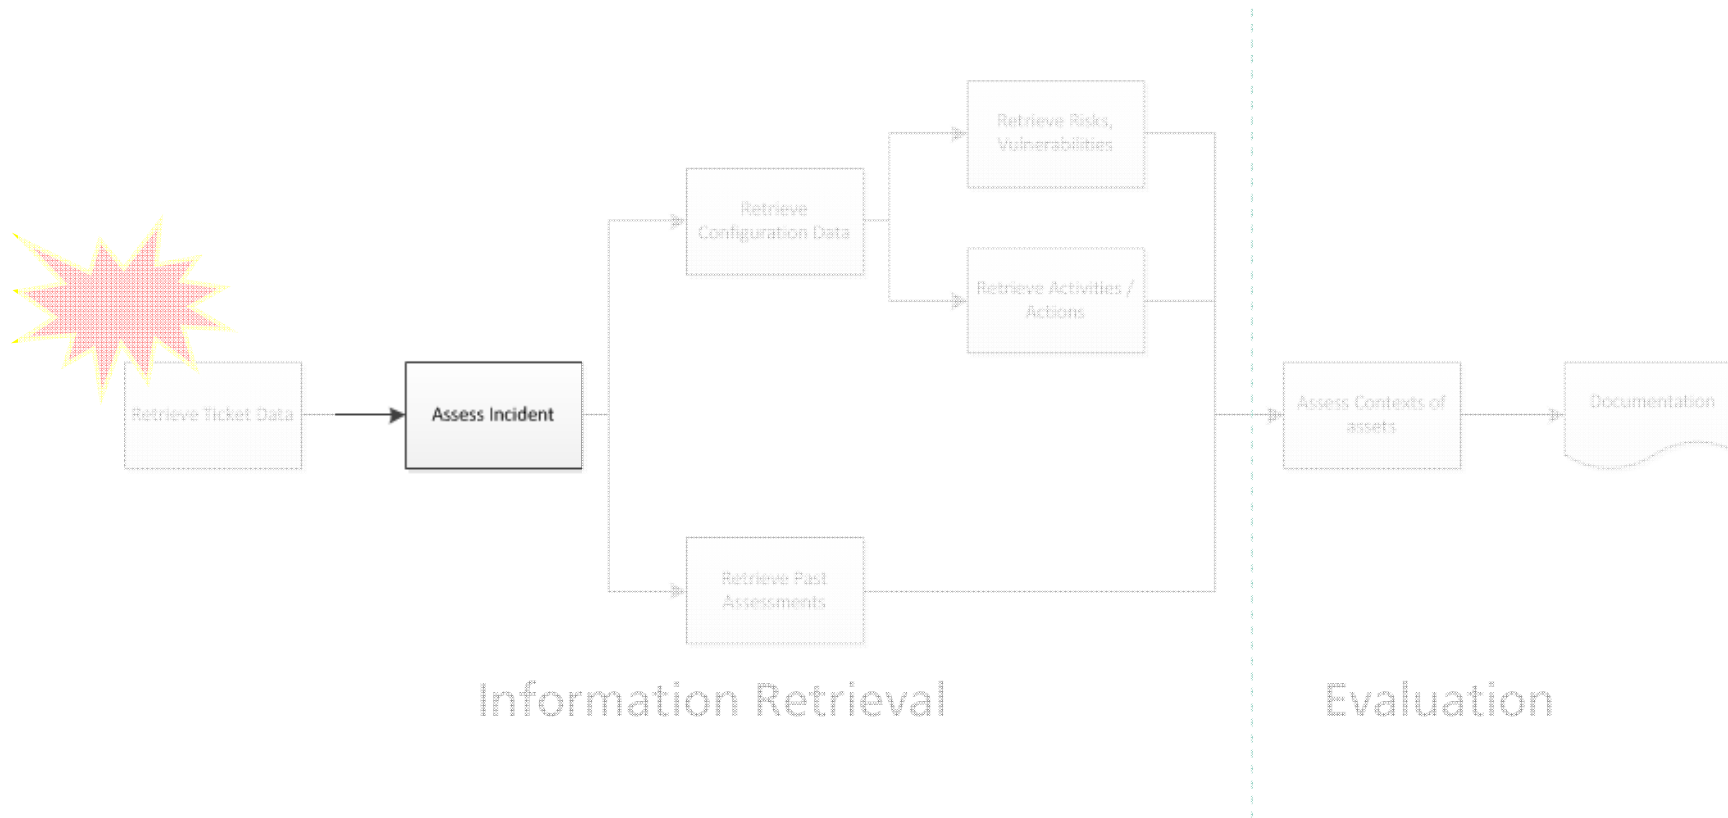 Retrieve Risks,
Vulnerabilities
Retrieve
Configuration Data
Retrieve Activities /
Actions
Retrieve Ticket Data
Assess Incident
Assess Contexts of
assets
Documentation
Retrieve Past
Assessments
Information Retrieval
Evaluation